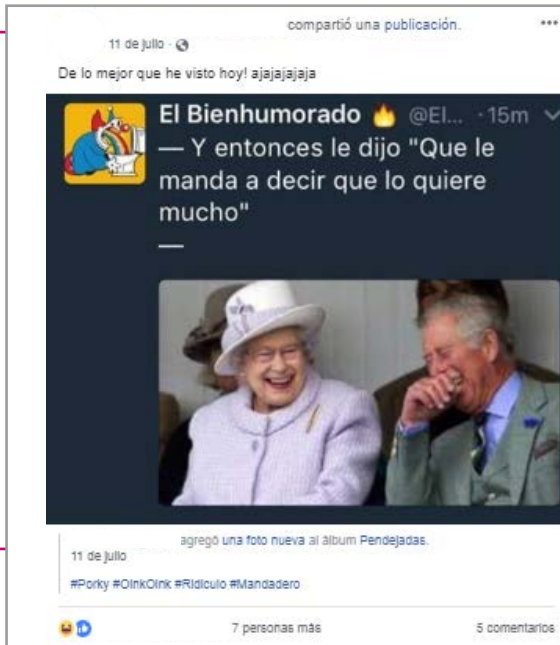 compartió una publicación.
11 de julio
De lo mejor que he visto hoy! ajajajajaja
El Bienhumorado 🔥 @El... · 15m
— Y entonces le dijo "Que le
manda a decir que lo quiere
mucho"
—
agregó una foto nueva al álbum Pendejadas.
11 de julio
#Porky #OinkOink #Ridiculo #Mandadero
7 personas más
5 comentarios